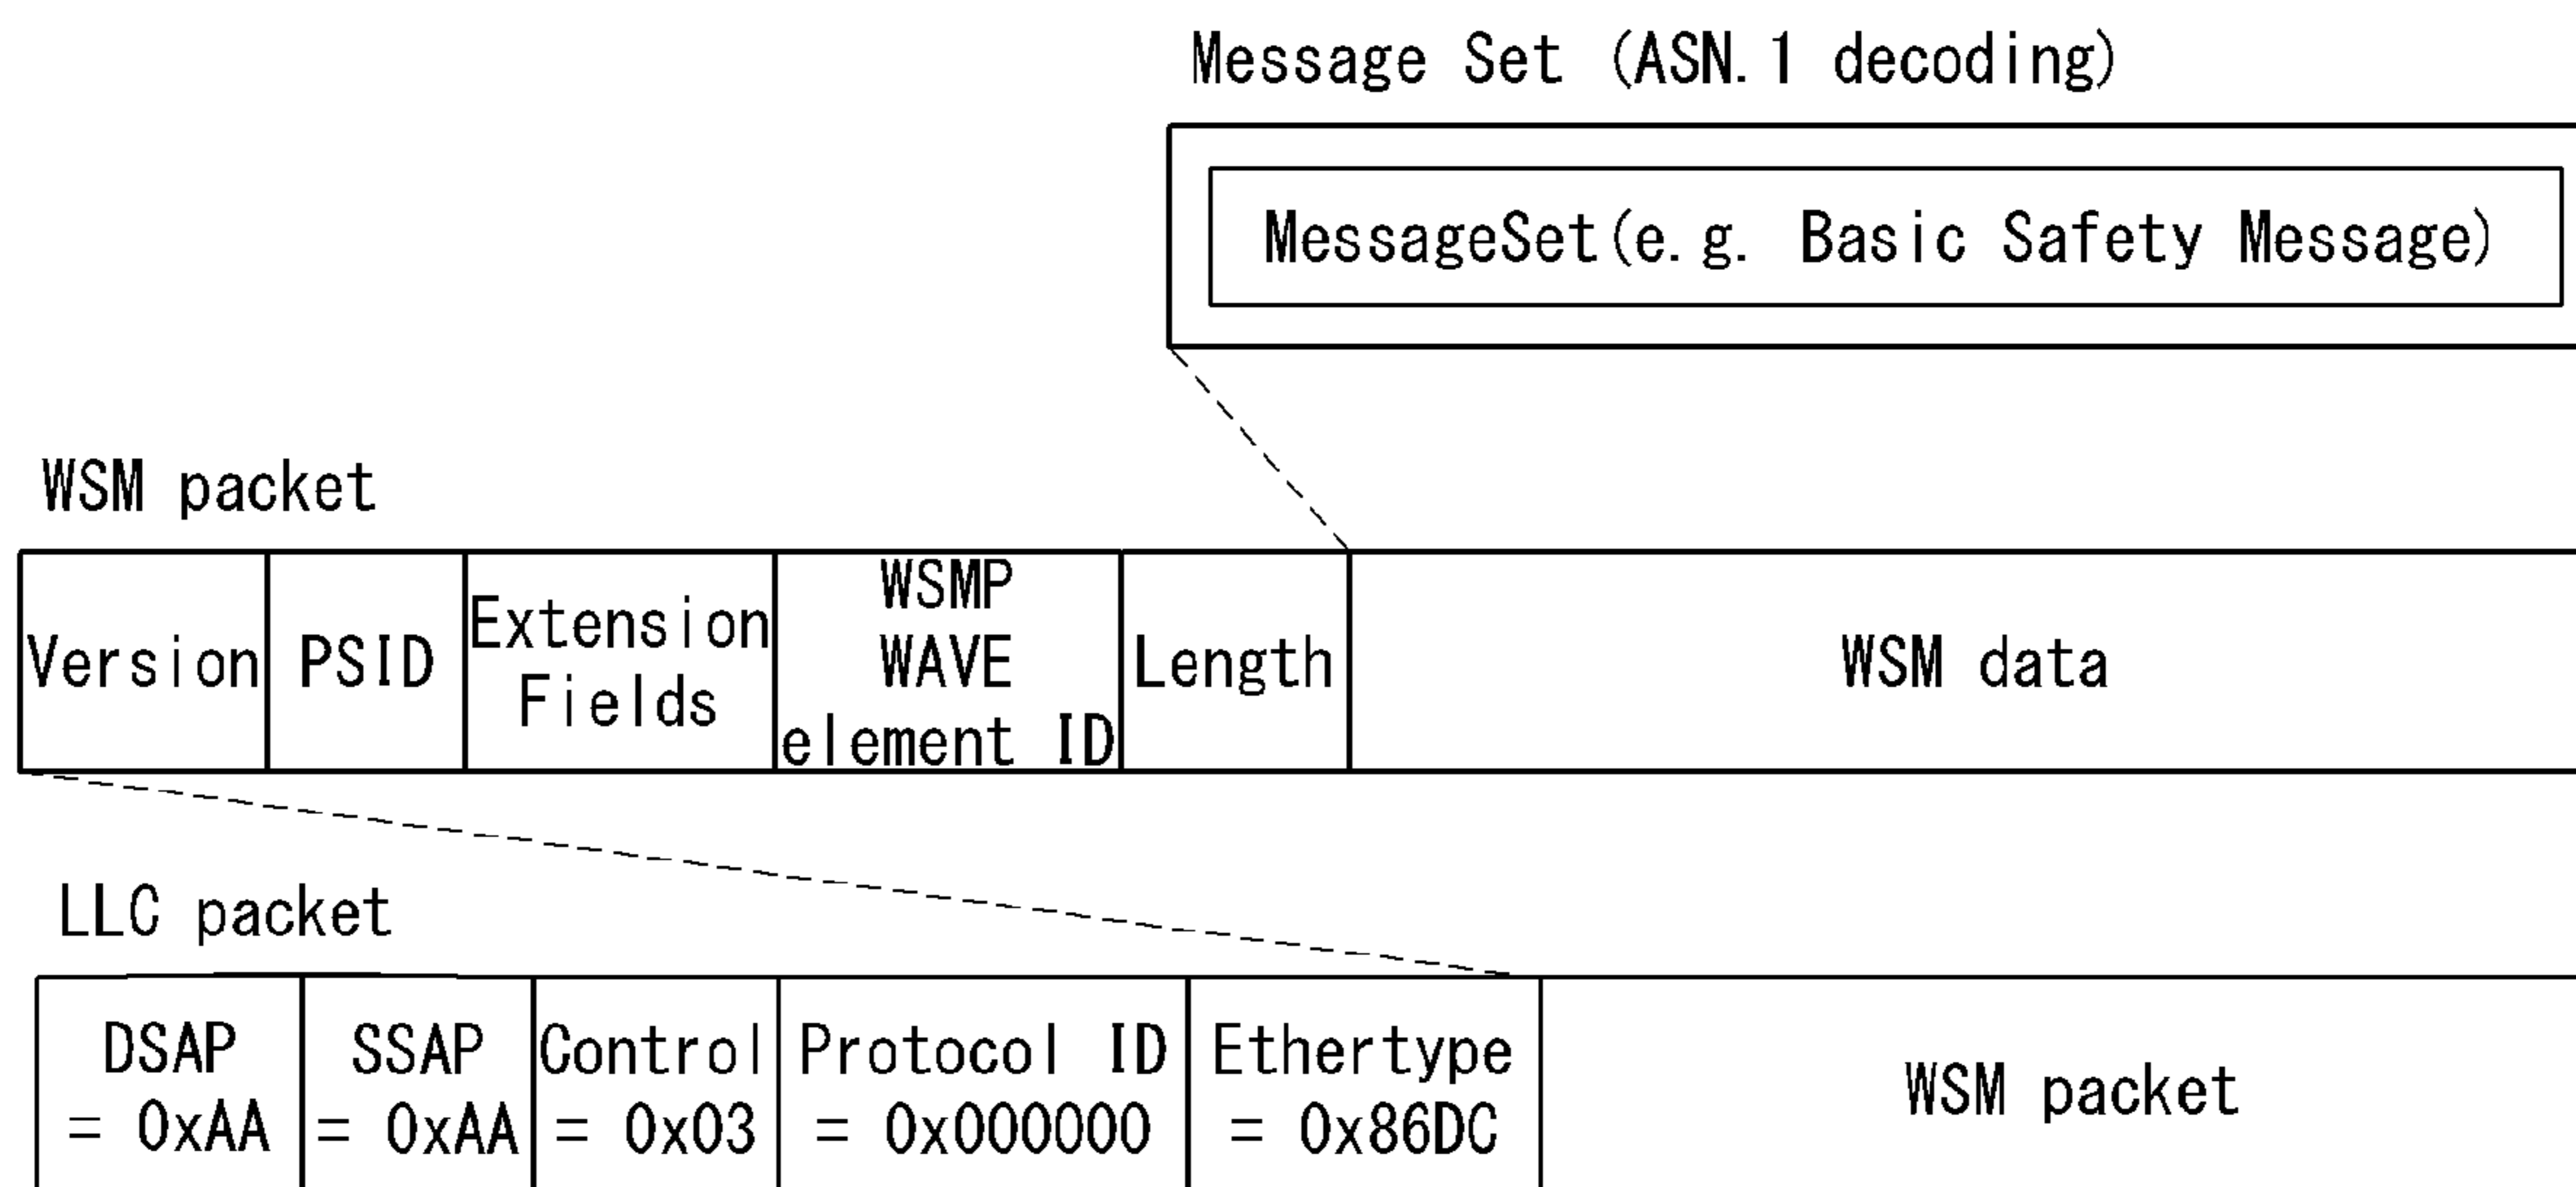 Message Set (ASN.1 decoding)
MessageSet(e.g. Basic Safety Message)
WSM packet
Version
PSID
Extension
Fields
WSMP
WAVE
element ID
Length
WSM data
LLC packet
DSAP
= 0xAA
SSAP
= 0xAA
Control
= 0x03
Protocol ID
= 0x000000
Ethertype
= 0x86DC
WSM packet